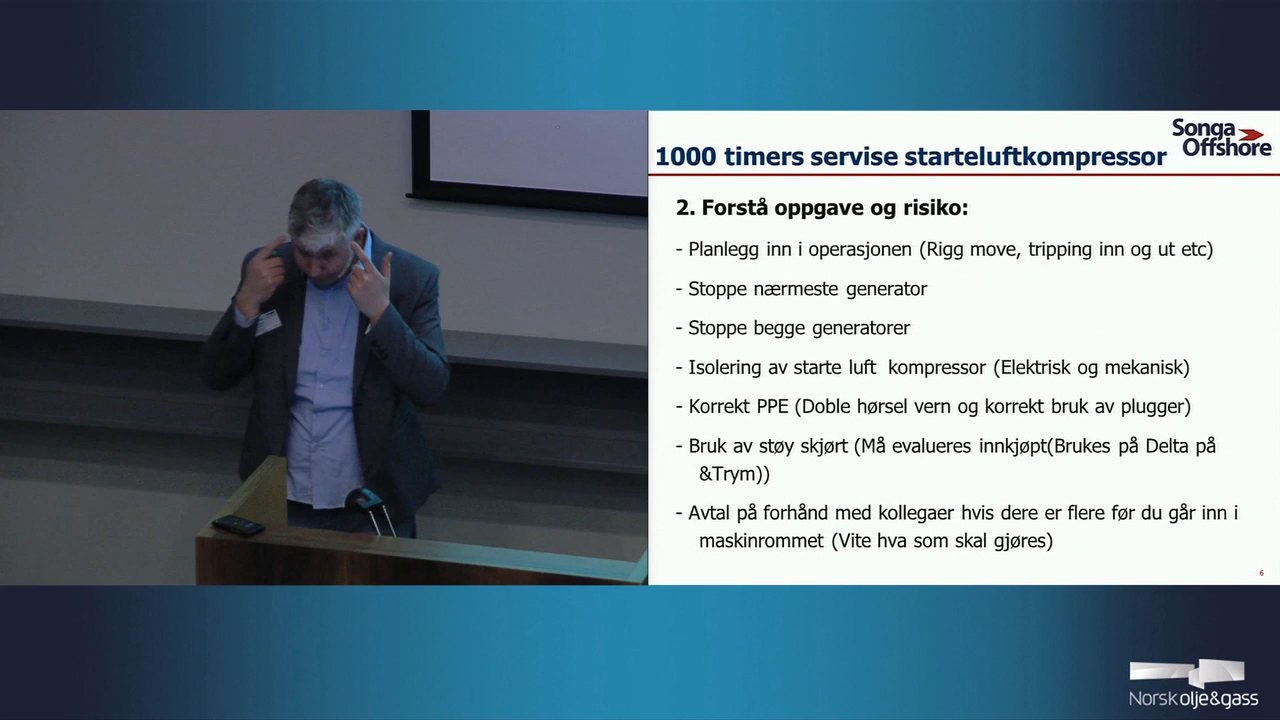 Songa
Offshore
1000 timers servise starteluftkompressor
2. Forstå oppgave og risiko:
- Planlegg inn i operasjonen (Rigg move, tripping inn og ut etc)
- Stoppe nærmeste generator
- Stoppe begge generatorer
- Isolering av starte luft kompressor (Elektrisk og mekanisk)
- Korrekt PPE (Doble hørsel vern og korrekt bruk av plugger)
- Bruk av støy skjørt (Må evalueres innkjøpt(Brukes på Delta på
&Trym))
- Avtal på forhånd med kollegaer hvis dere er flere før du går inn i
maskinrommet (Vite hva som skal gjøres)
6
Norsk olje&gass